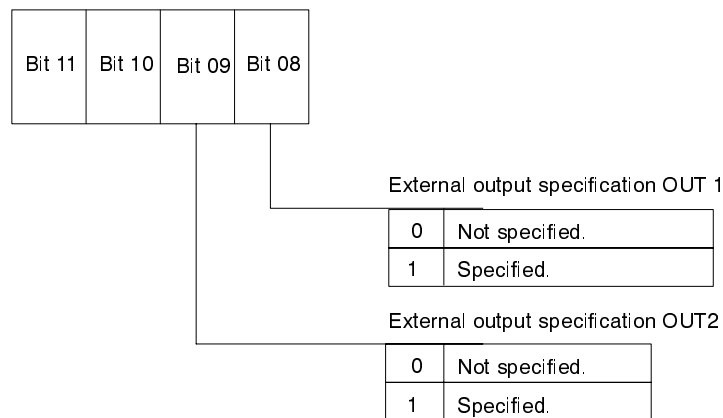 Bit 11 Bit 10 Bit 09 Bit 08
External output specification OUT 1
0 Not specified.
1 Specified.
External output specification OUT2
0 Not specified.
1 Specified.